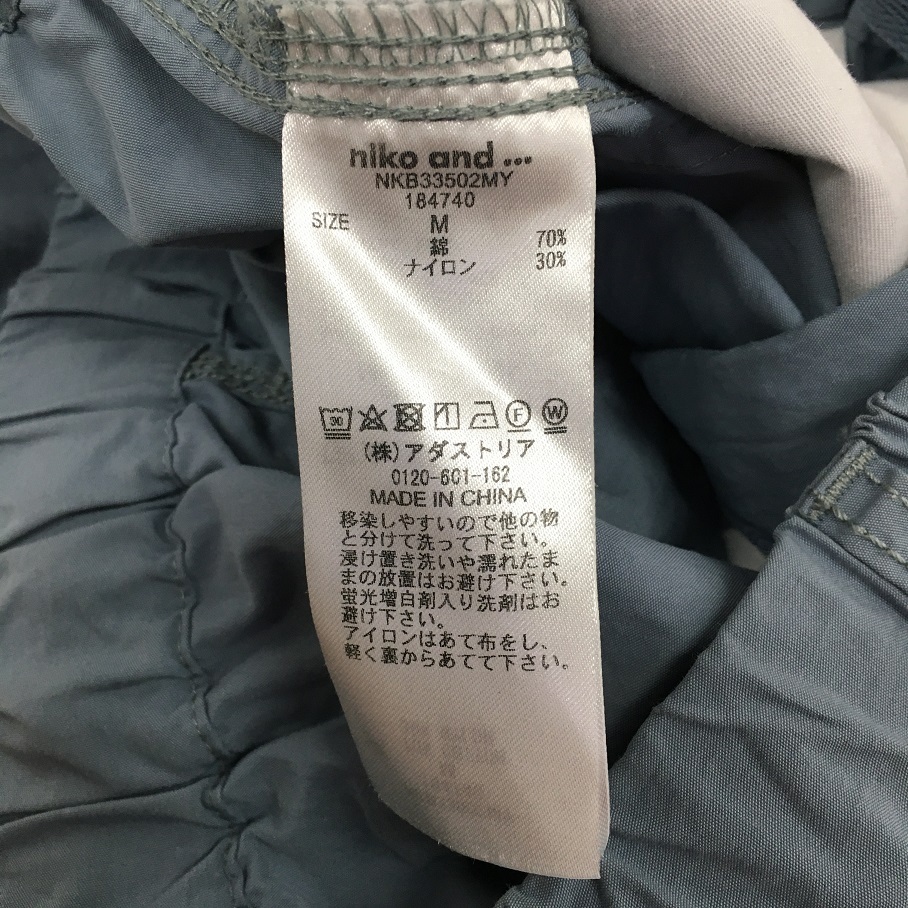 niko and ...
NKB33502MY
184740
SIZE M
綿 70%
ナイロン 30%
30 F W
(株)アダストリア
0120-601-162
MADE IN CHINA
移染しやすいので他の物
と分けて洗って下さい。
浸け置き洗いや濡れたま
まの放置はお避け下さい。
蛍光増白剤入り洗剤はお
避け下さい。
アイロンはあて布をし、
軽く裏からあてて下さい。